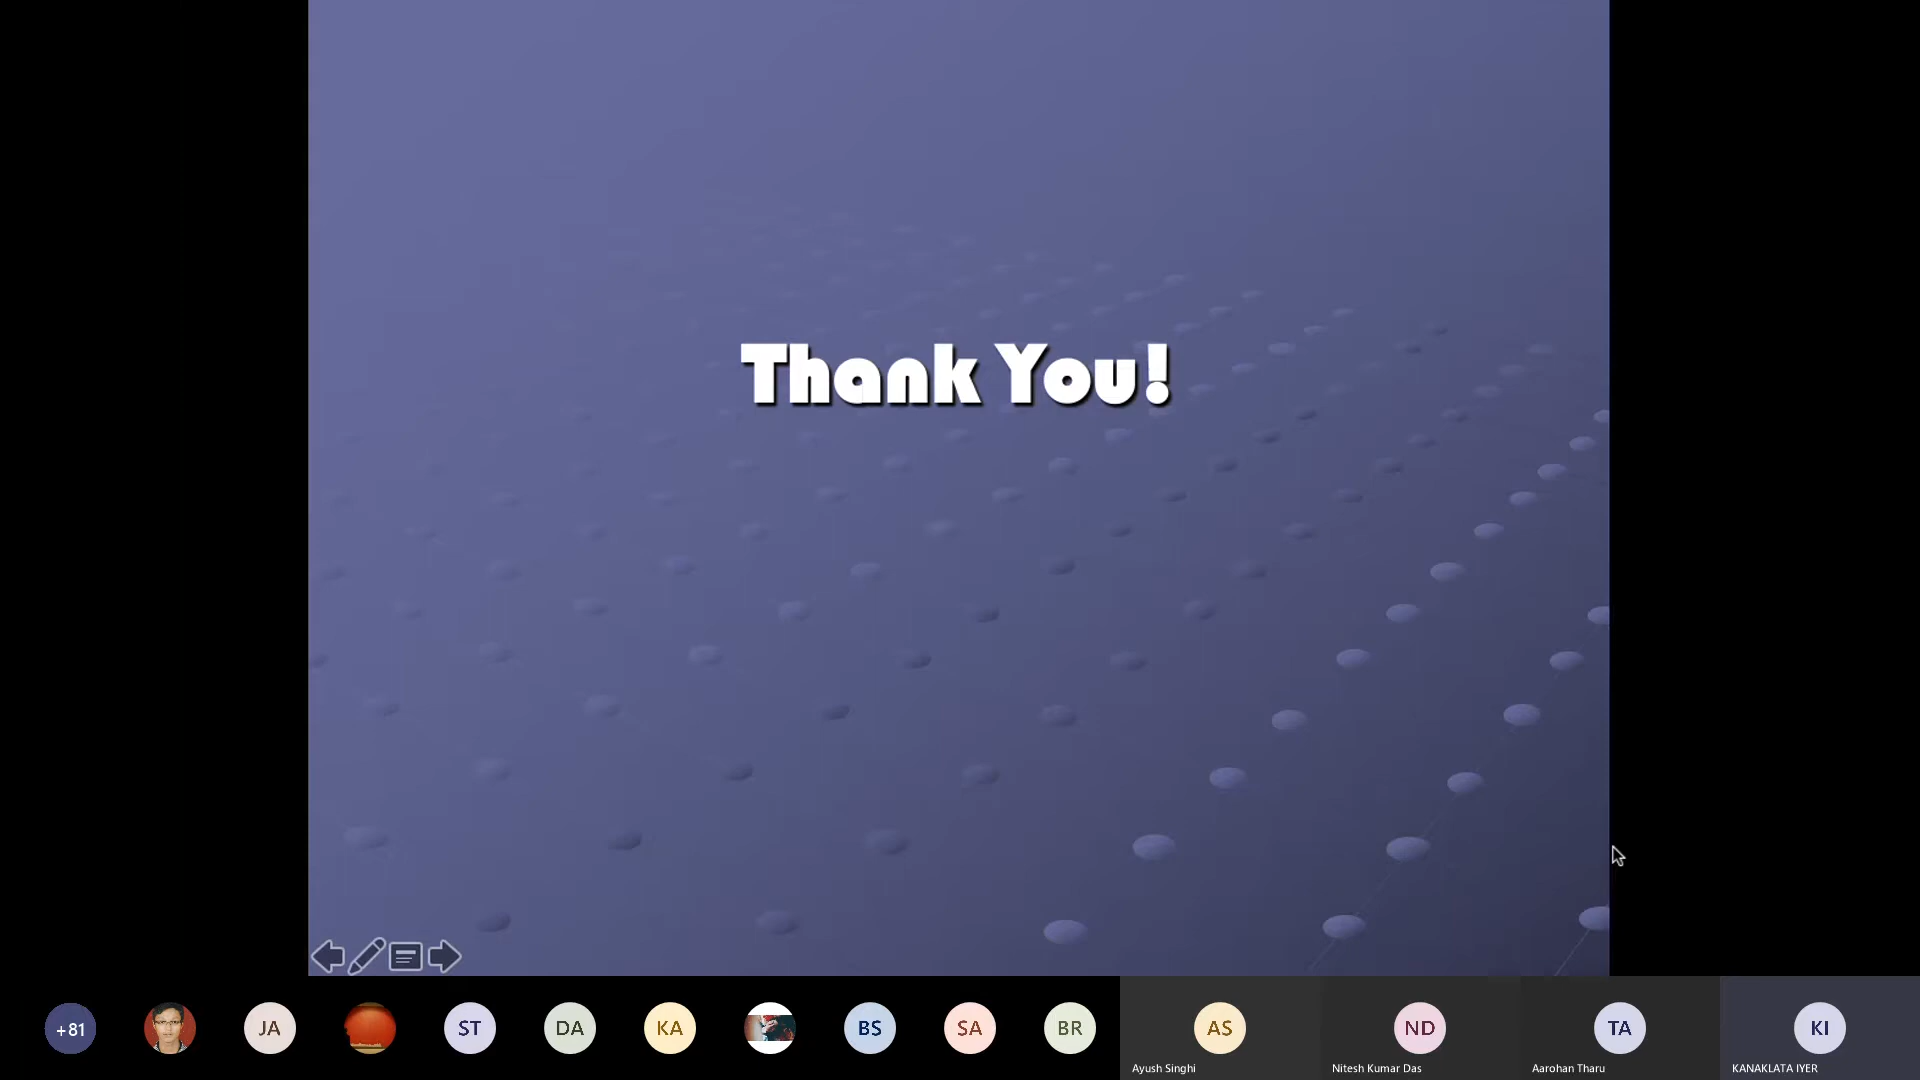 Thank You!
+81
JA
ST
DA
KA
BS
SA
BR
AS
ND
TA
KI
Ayush Singhi
Nitesh Kumar Das
Aarohan Tharu
KANAKLATA IYER